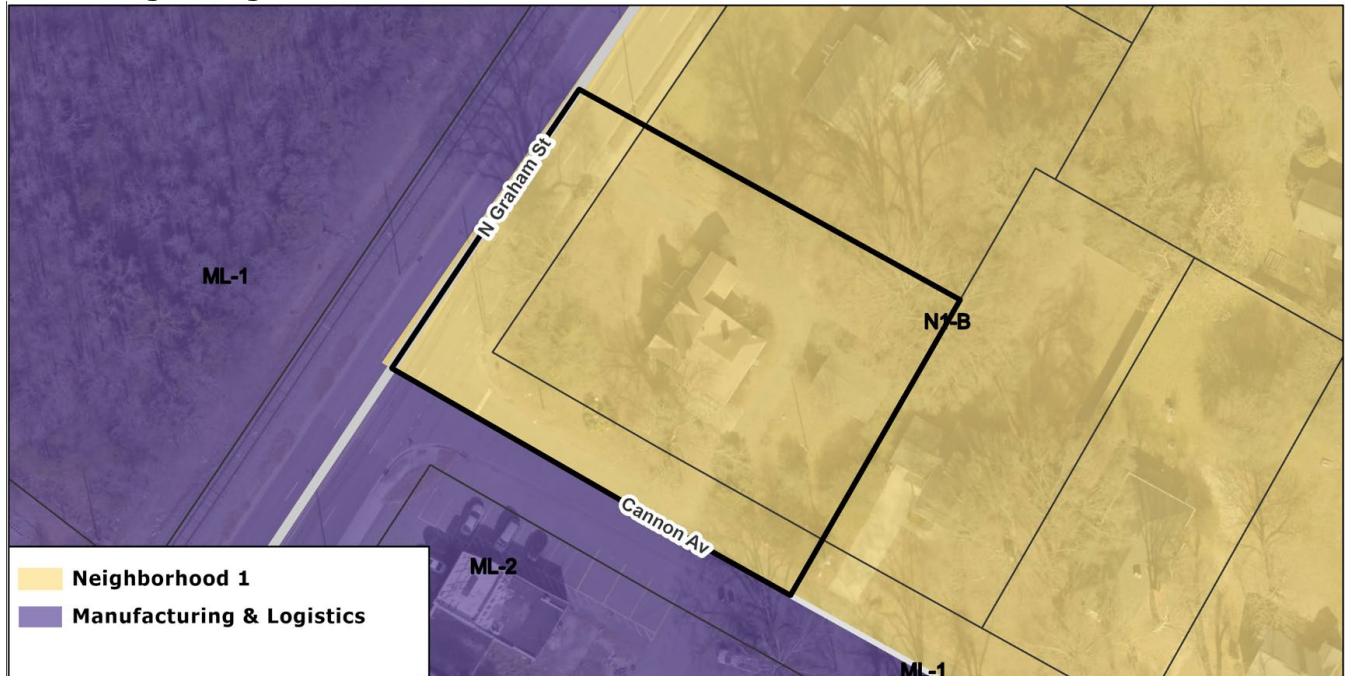 N Graham St
ML-1
N1-B
Cannon Av
ML-2
Neighborhood 1
Manufacturing & Logistics
ML-1